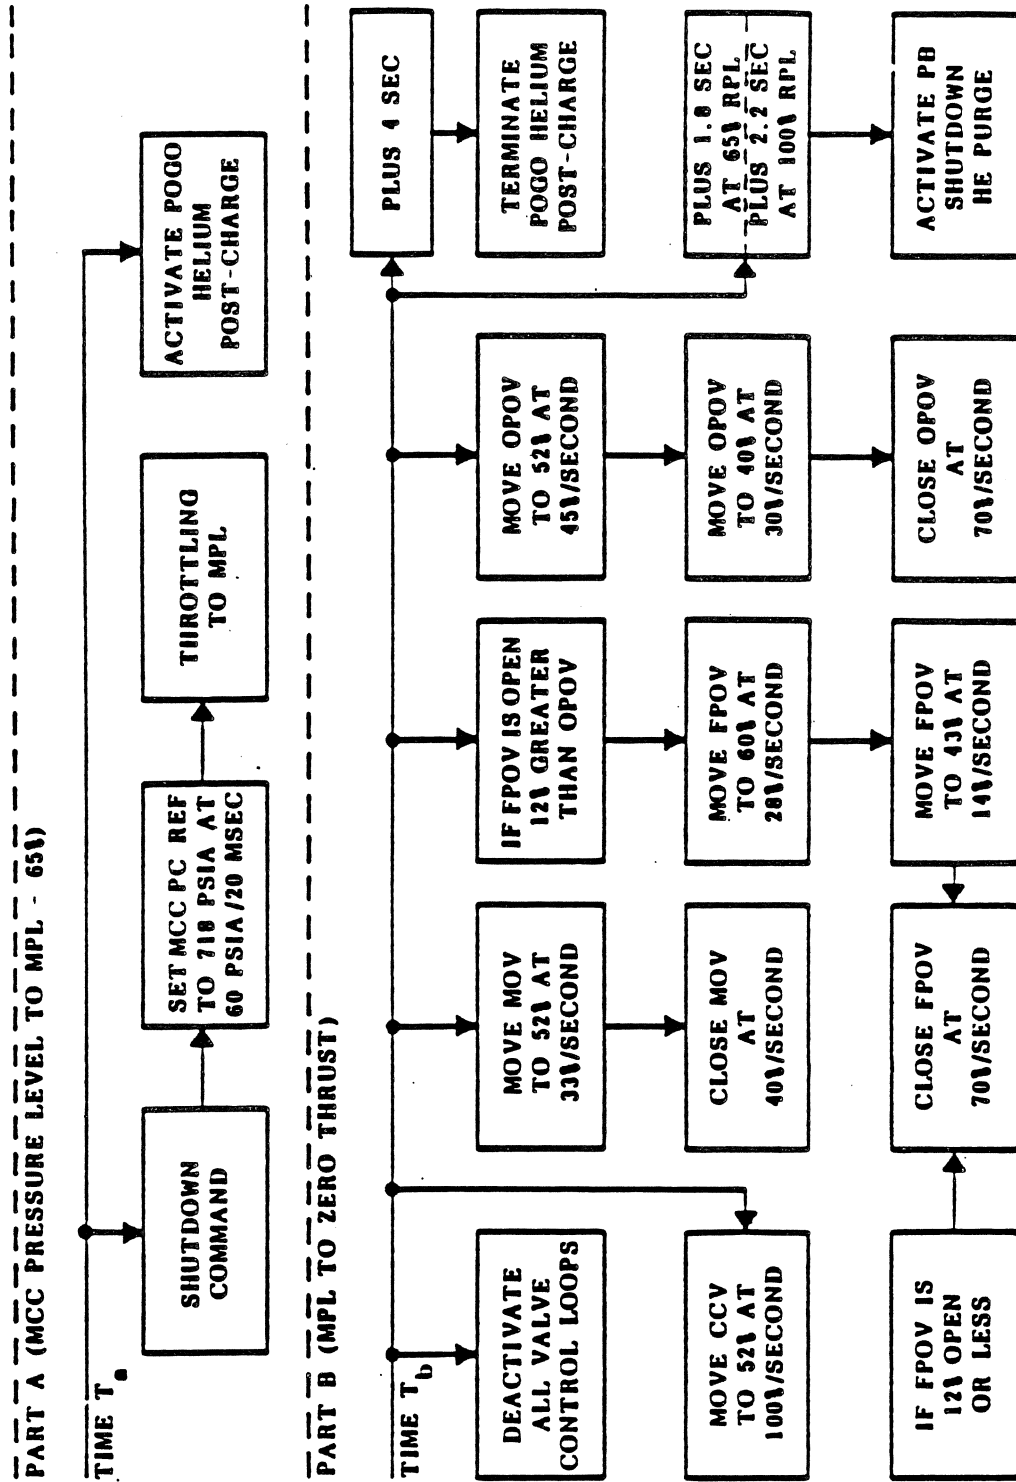 PART A (MCC PRESSURE LEVEL TO MPL - 65%)
TIME Ta
SHUTDOWN
COMMAND
SET MCC PC REF
TO 718 PSIA AT
60 PSIA/20 MSEC
THROTTLING
TO MPL
ACTIVATE POGO
HELIUM
POST-CHARGE
PART B (MPL TO ZERO THRUST)
TIME Tb
PLUS 4 SEC
DEACTIVATE
ALL VALVE
CONTROL LOOPS
MOVE MOV
TO 52% AT
33%/SECOND
IF FPOV IS OPEN
12% GREATER
THAN OPOV
MOVE OPOV
TO 52% AT
45%/SECOND
TERMINATE
POGO HELIUM
POST-CHARGE
MOVE CCV
TO 52% AT
100%/SECOND
CLOSE MOV
AT
40%/SECOND
MOVE FPOV
TO 60% AT
28%/SECOND
MOVE OPOV
TO 40% AT
30%/SECOND
PLUS 1.8 SEC
AT 65% RPL
PLUS 2.2 SEC
AT 100% RPL
IF FPOV IS
12% OPEN
OR LESS
CLOSE FPOV
AT
70%/SECOND
MOVE FPOV
TO 43% AT
14%/SECOND
CLOSE OPOV
AT
70%/SECOND
ACTIVATE PB
SHUTDOWN
HE PURGE